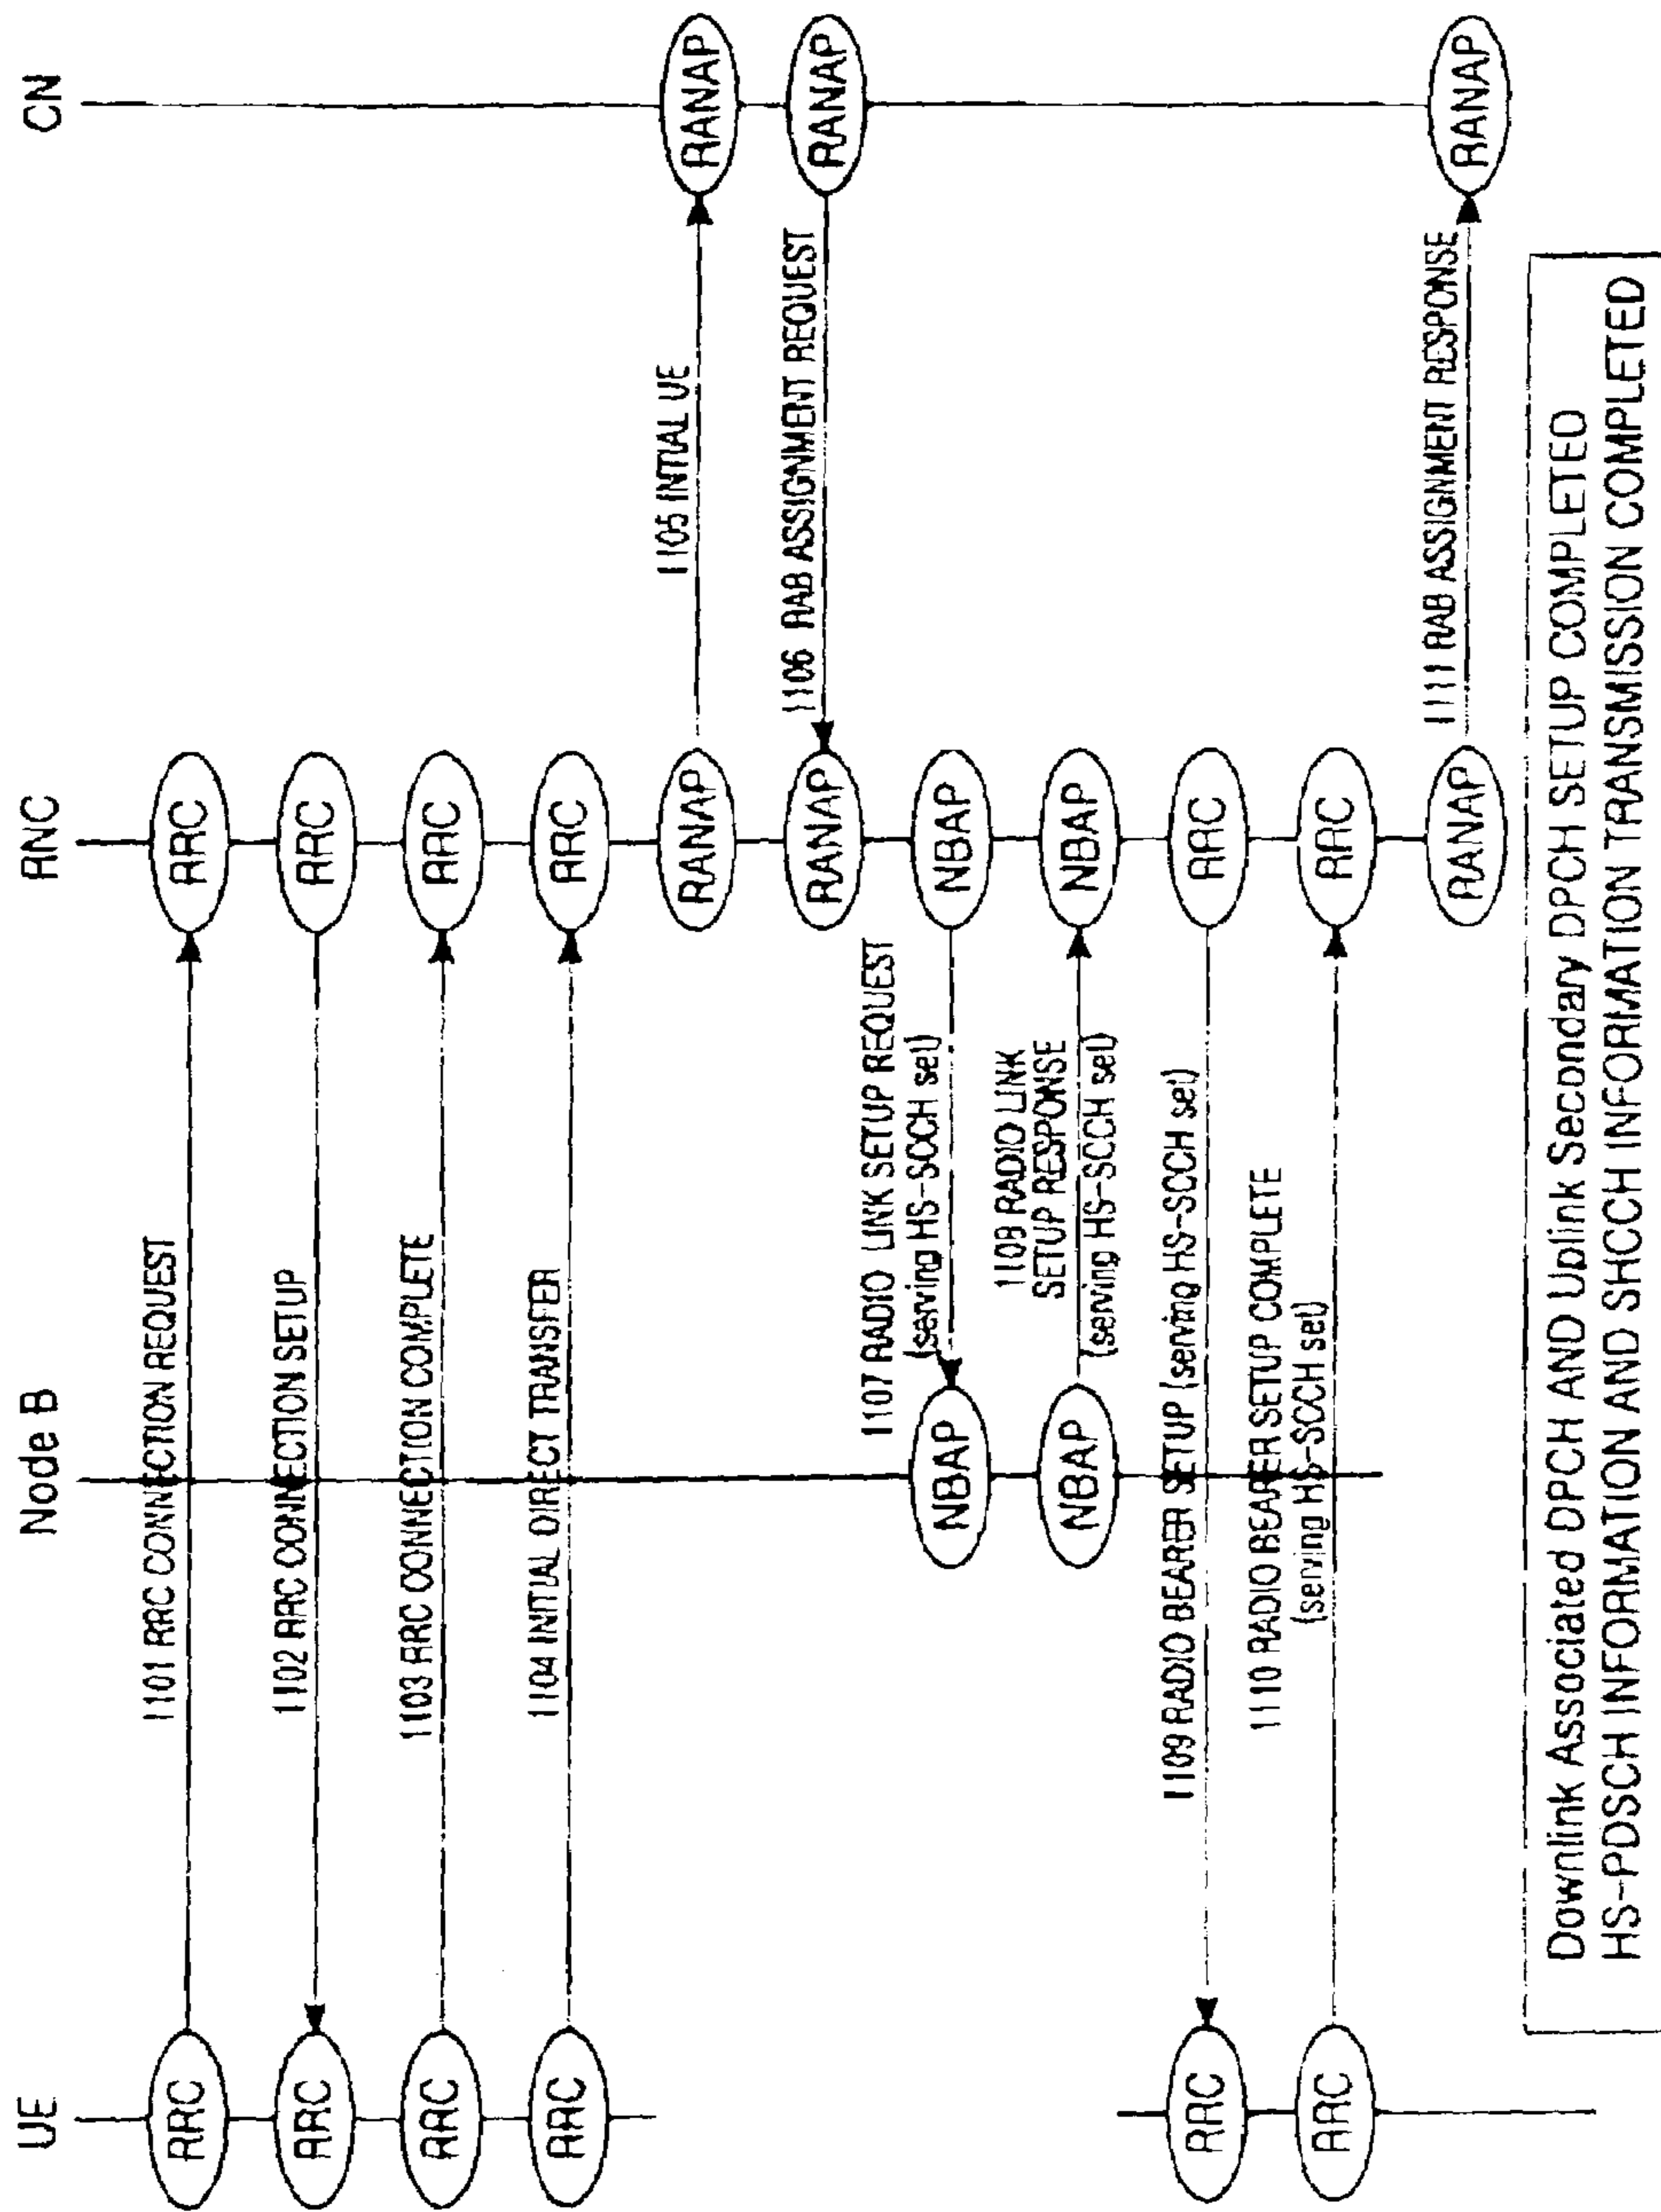 UE
Node B
RNC
CN
RRC
1101 RRC CONNECTION REQUEST
RRC
RRC
1102 RRC CONNECTION SETUP
RRC
RRC
1103 RRC CONNECTION COMPLETE
RRC
RRC
1104 INITIAL DIRECT TRANSFER
RRC
RANAP
1105 INTIAL UE
RANAP
RANAP
1106 RAB ASSIGNMENT REQUEST
RANAP
NBAP
1107 RADIO LINK SETUP REQUEST
(serving HS-SCCH set)
NBAP
NBAP
1108 RADIO LINK
SETUP RESPONSE
(serving HS-SCCH set)
NBAP
RRC
1109 RADIO BEARER SETUP (serving HS-SCCH set)
RRC
RRC
1110 RADIO BEARER SETUP COMPLETE
(serving HS-SCCH set)
RRC
RANAP
1111 RAB ASSIGNMENT RESPONSE
RANAP
Downlink Associated DPCH AND Uplink Secondary DPCH SETUP COMPLETED
HS-PDSCH INFORMATION AND SHCCH INFORMATION TRANSMISSION COMPLETED